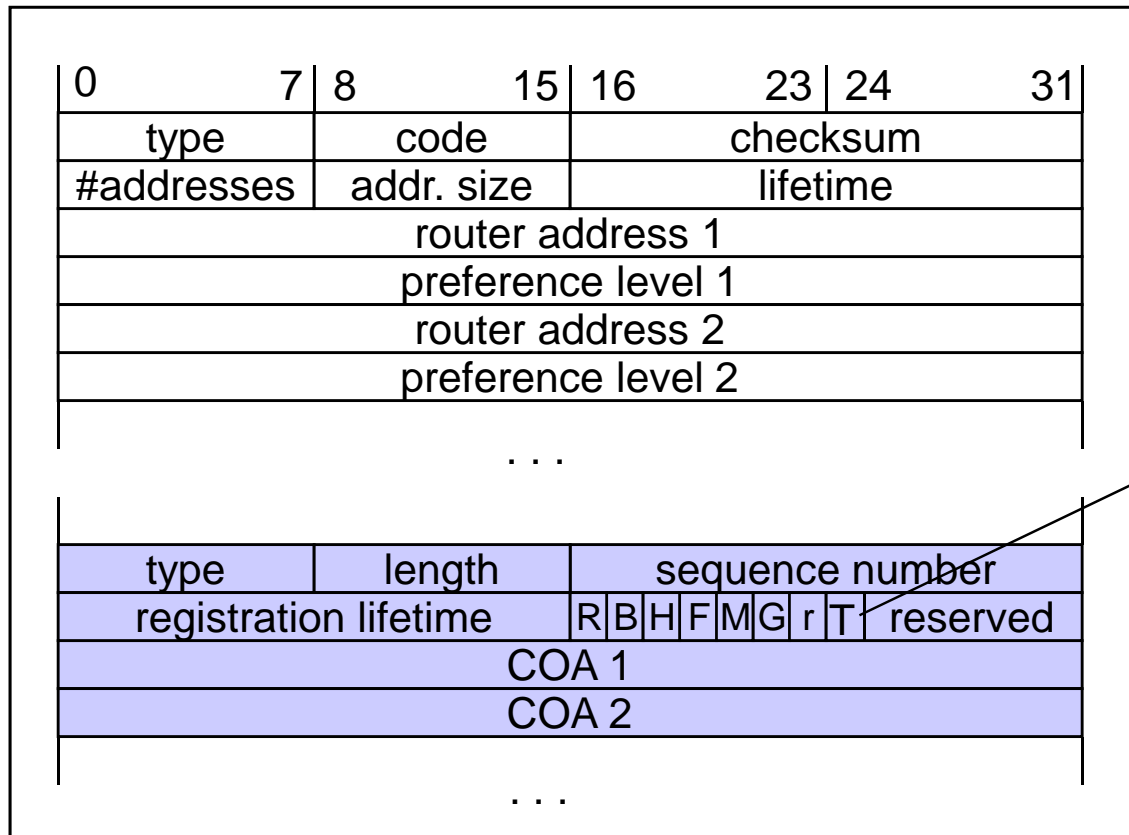 0 7 8 15 16 23 24 31
type code checksum
#addresses addr. size lifetime
router address 1
preference level 1
router address 2
preference level 2
. . .
type length sequence number
registration lifetime R B H F M G r T reserved
COA 1
COA 2
. . .